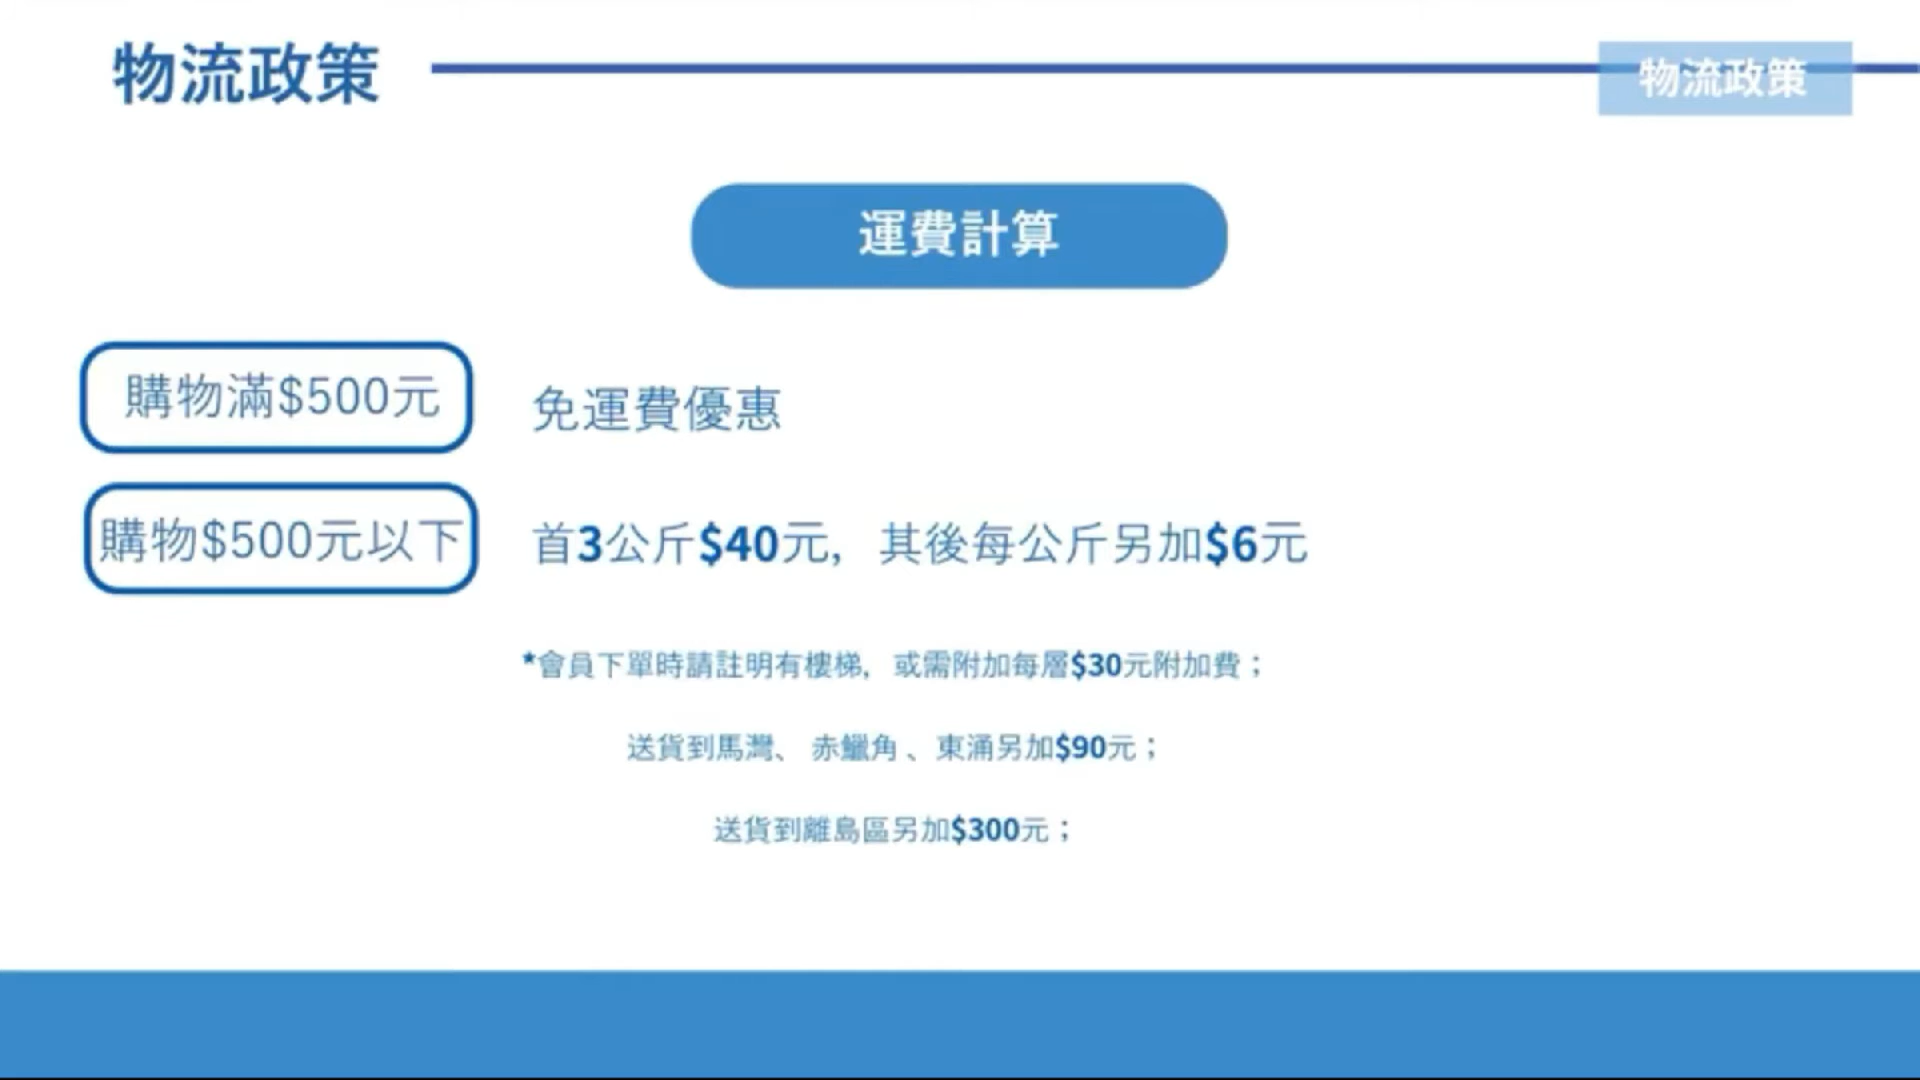 物流政策
物流政策
運費計算
購物滿$500元
免運費優惠
購物$500元以下
首3公斤$40元，其後每公斤另加$6元
*會員下單時請註明有樓梯，或需附加每層$30元附加費；
送貨到馬灣、 赤鱲角 、東涌另加$90元；
送貨到離島區另加$300元；